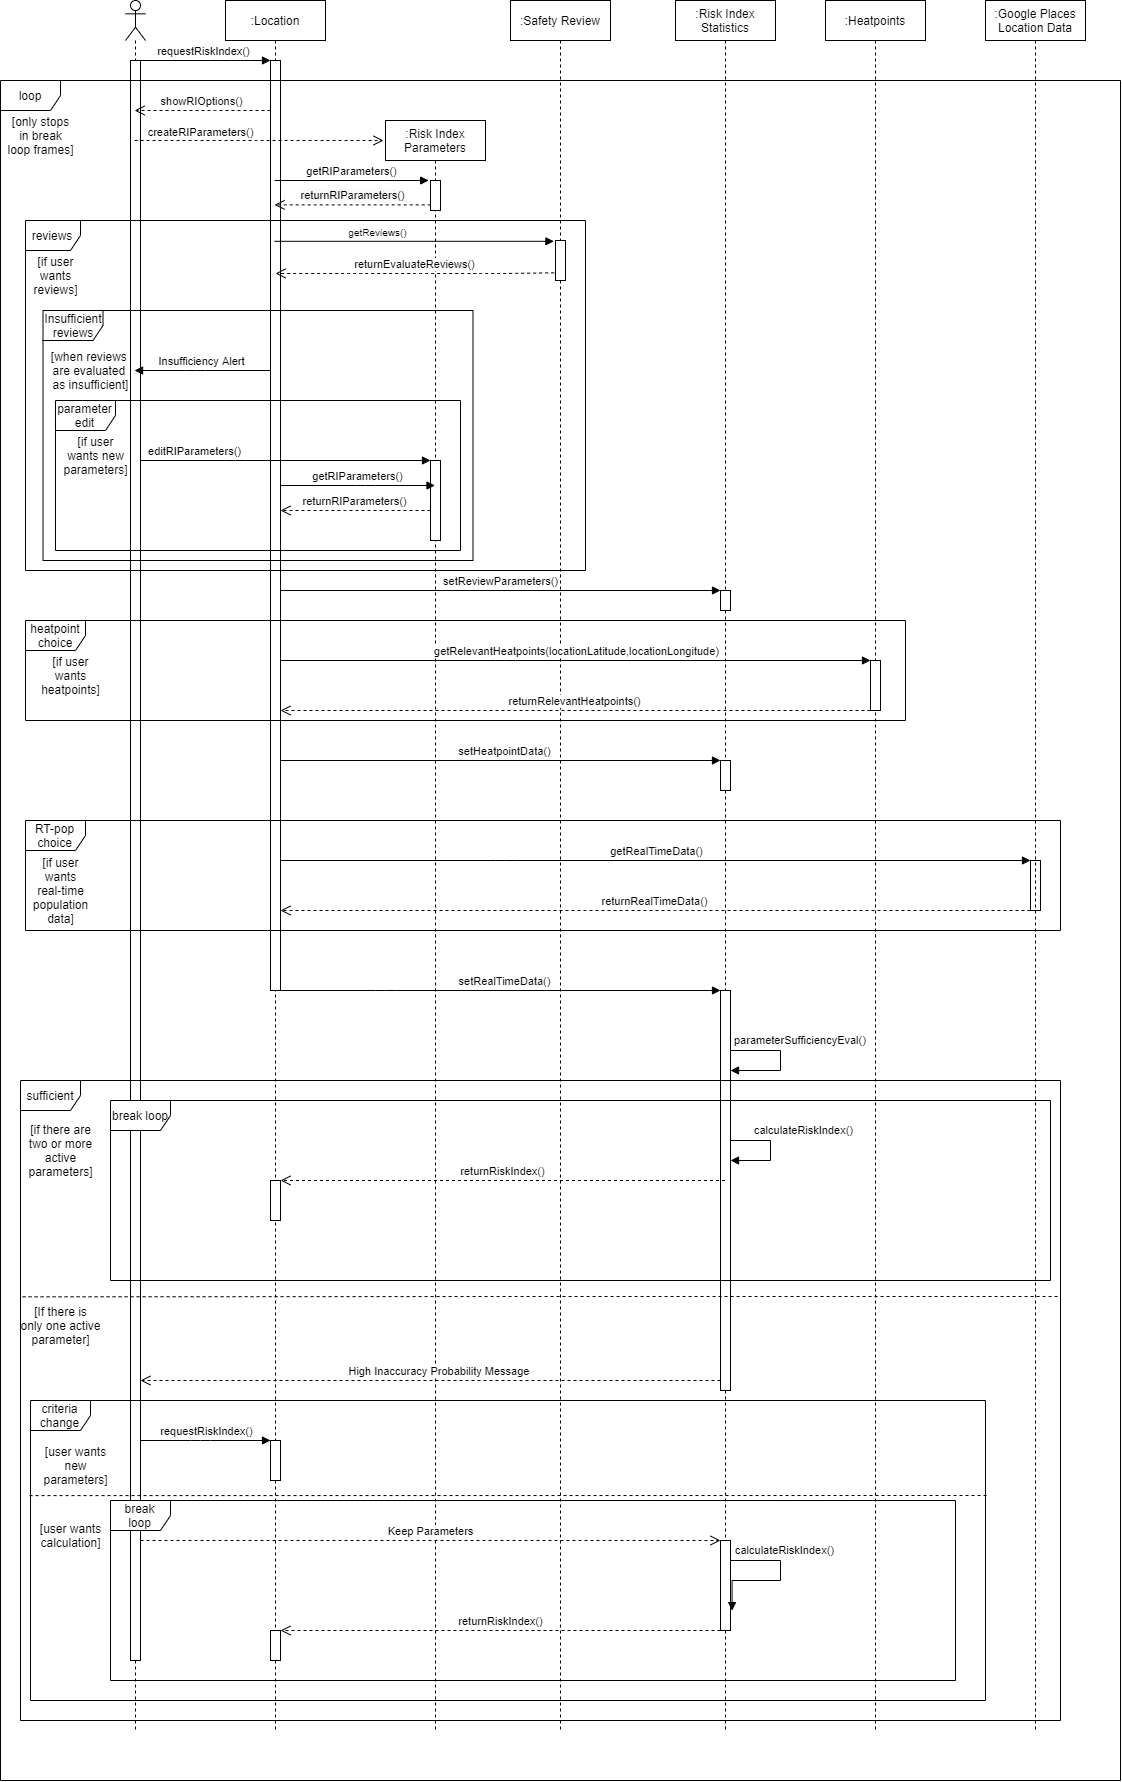 :Location
:Safety Review
:Risk Index
Statistics
:Heatpoints
:Google Places
Location Data
requestRiskIndex()
loop
[only stops
in break
loop frames]
showRIOptions()
createRIParameters()
:Risk Index
Parameters
getRIParameters()
returnRIParameters()
reviews
[if user
wants
reviews]
getReviews()
returnEvaluateReviews()
Insufficient
reviews
[when reviews
are evaluated
as insufficient]
Insufficiency Alert
parameter
edit
[if user
wants new
parameters]
editRIParameters()
getRIParameters()
returnRIParameters()
setReviewParameters()
heatpoint
choice
[if user
wants
heatpoints]
getRelevantHeatpoints(locationLatitude,locationLongitude)
returnRelevantHeatpoints()
setHeatpointData()
RT-pop
choice
[if user
wants
real-time
population
data]
getRealTimeData()
returnRealTimeData()
setRealTimeData()
parameterSufficiencyEval()
sufficient
[if there are
two or more
active
parameters]
break loop
calculateRiskIndex()
returnRiskIndex()
[If there is
only one active
parameter]
High Inaccuracy Probability Message
criteria
change
[user wants
new
parameters]
requestRiskIndex()
[user wants
calculation]
break
loop
Keep Parameters
calculateRiskIndex()
returnRiskIndex()